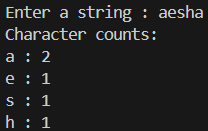 Enter a string : aesha
Character counts:
a : 2
e : 1
s : 1
h : 1